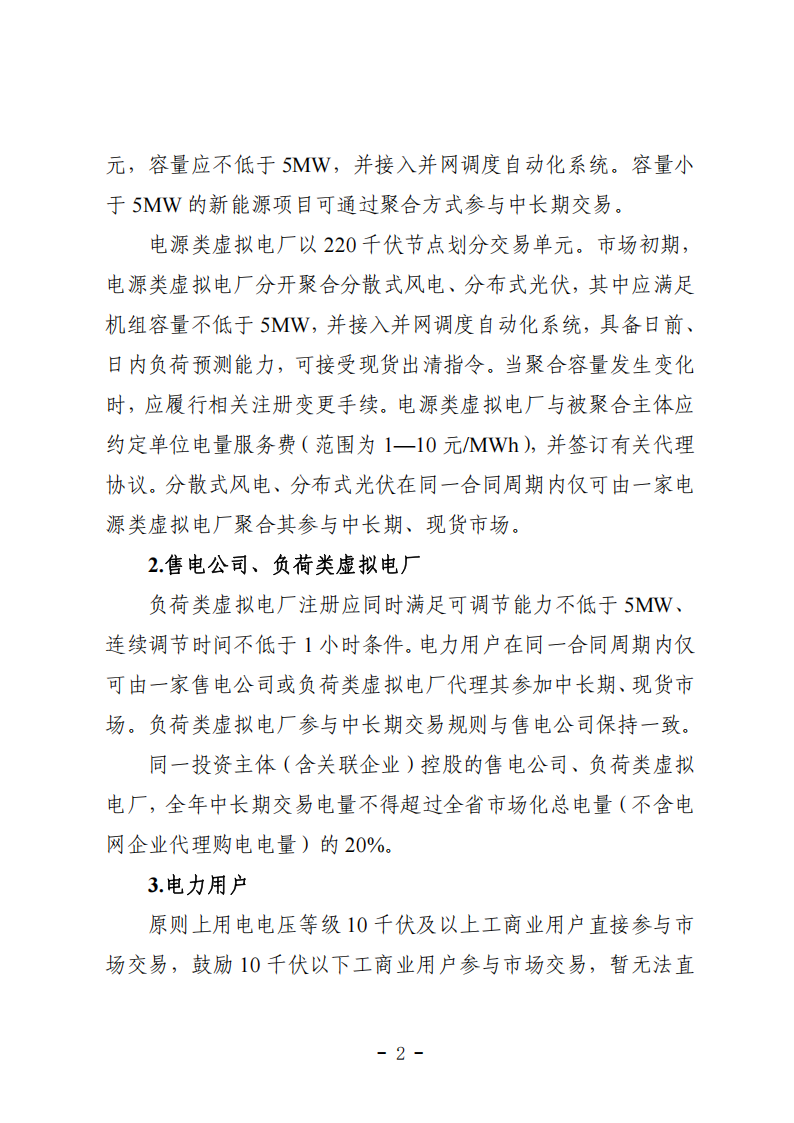 元，容量应不低于 5MW，并接入并网调度自动化系统。容量小
于 5MW 的新能源项目可通过聚合方式参与中长期交易。
电源类虚拟电厂以 220 千伏节点划分交易单元。市场初期，
电源类虚拟电厂分开聚合分散式风电、分布式光伏，其中应满足
机组容量不低于 5MW，并接入并网调度自动化系统，具备日前、
日内负荷预测能力，可接受现货出清指令。当聚合容量发生变化
时，应履行相关注册变更手续。电源类虚拟电厂与被聚合主体应
约定单位电量服务费（范围为 1—10 元/MWh），并签订有关代理
协议。分散式风电、分布式光伏在同一合同周期内仅可由一家电
源类虚拟电厂聚合其参与中长期、现货市场。
2.售电公司、负荷类虚拟电厂
负荷类虚拟电厂注册应同时满足可调节能力不低于 5MW、
连续调节时间不低于 1 小时条件。电力用户在同一合同周期内仅
可由一家售电公司或负荷类虚拟电厂代理其参加中长期、现货市
场。负荷类虚拟电厂参与中长期交易规则与售电公司保持一致。
同一投资主体（含关联企业）控股的售电公司、负荷类虚拟
电厂，全年中长期交易电量不得超过全省市场化总电量（不含电
网企业代理购电电量）的 20%。
3.电力用户
原则上用电电压等级 10 千伏及以上工商业用户直接参与市
场交易，鼓励 10 千伏以下工商业用户参与市场交易，暂无法直
- 2 -